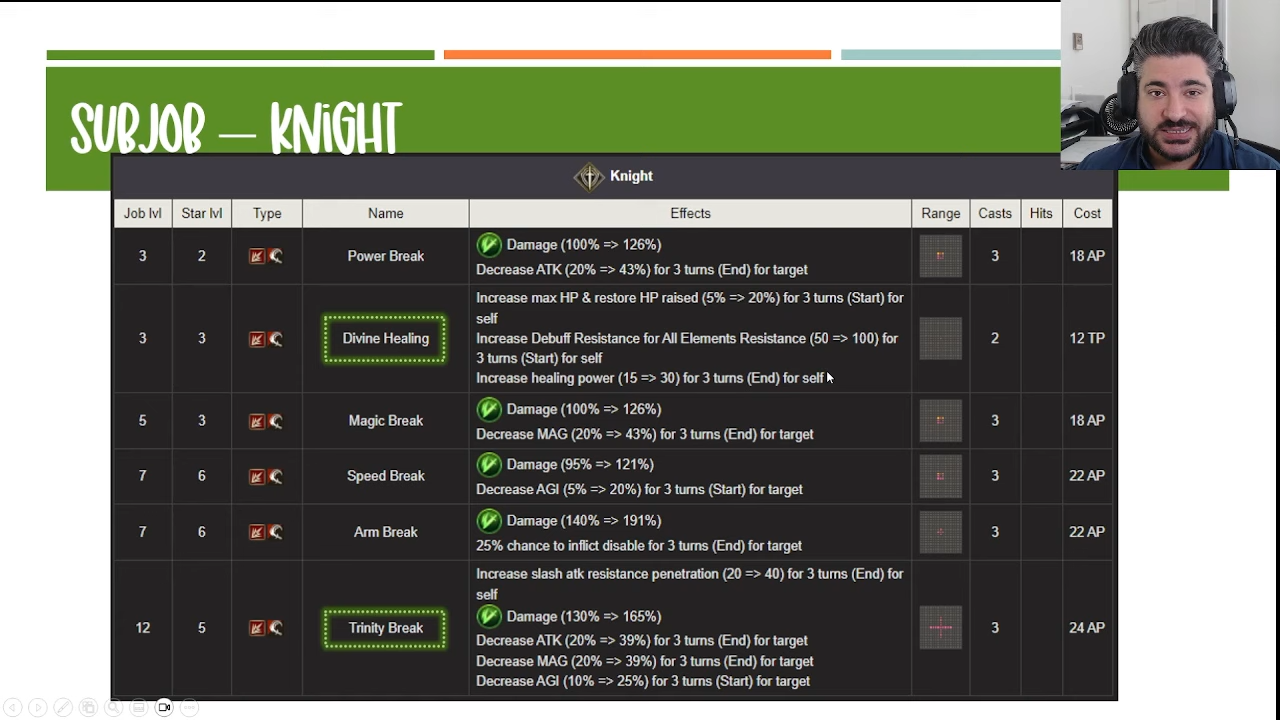 SUBJOB — KNIGHT
Knight
Job lvl Star lvl Type Name Effects Range Casts Hits Cost
3 2 Power Break Damage (100% => 126%) 3 18 AP
Decrease ATK (20% => 43%) for 3 turns (End) for target
3 3 Divine Healing Increase max HP & restore HP raised (5% => 20%) for 3 turns (Start) for 2 12 TP
self
Increase Debuff Resistance for All Elements Resistance (50 => 100) for
3 turns (Start) for self
Increase healing power (15 => 30) for 3 turns (End) for self
5 3 Magic Break Damage (100% => 126%) 3 18 AP
Decrease MAG (20% => 43%) for 3 turns (End) for target
7 6 Speed Break Damage (95% => 121%) 3 22 AP
Decrease AGI (5% => 20%) for 3 turns (Start) for target
7 6 Arm Break Damage (140% => 191%) 3 22 AP
25% chance to inflict disable for 3 turns (End) for target
12 5 Trinity Break Increase slash atk resistance penetration (20 => 40) for 3 turns (End) for 3 24 AP
self
Damage (130% => 165%)
Decrease ATK (20% => 39%) for 3 turns (End) for target
Decrease MAG (20% => 39%) for 3 turns (End) for target
Decrease AGI (10% => 25%) for 3 turns (Start) for target